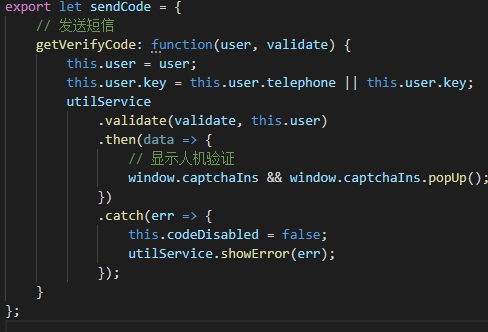 export let sendCode = {
    // 发送短信
    getVerifyCode: function(user, validate) {
        this.user = user;
        this.user.key = this.user.telephone || this.user.key;
        utilService
            .validate(validate, this.user)
            .then(data => {
                // 显示人机验证
                window.captchaIns && window.captchaIns.popUp();
            })
            .catch(err => {
                this.codeDisabled = false;
                utilService.showError(err);
            });
    }
};